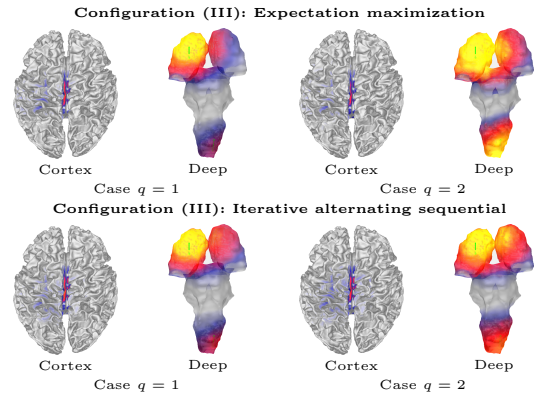 Configuration (III): Expectation maximization
Cortex Deep Cortex Deep
Case q = 1 Case q = 2
Configuration (III): Iterative alternating sequential
Cortex Deep Cortex Deep
Case q = 1 Case q = 2